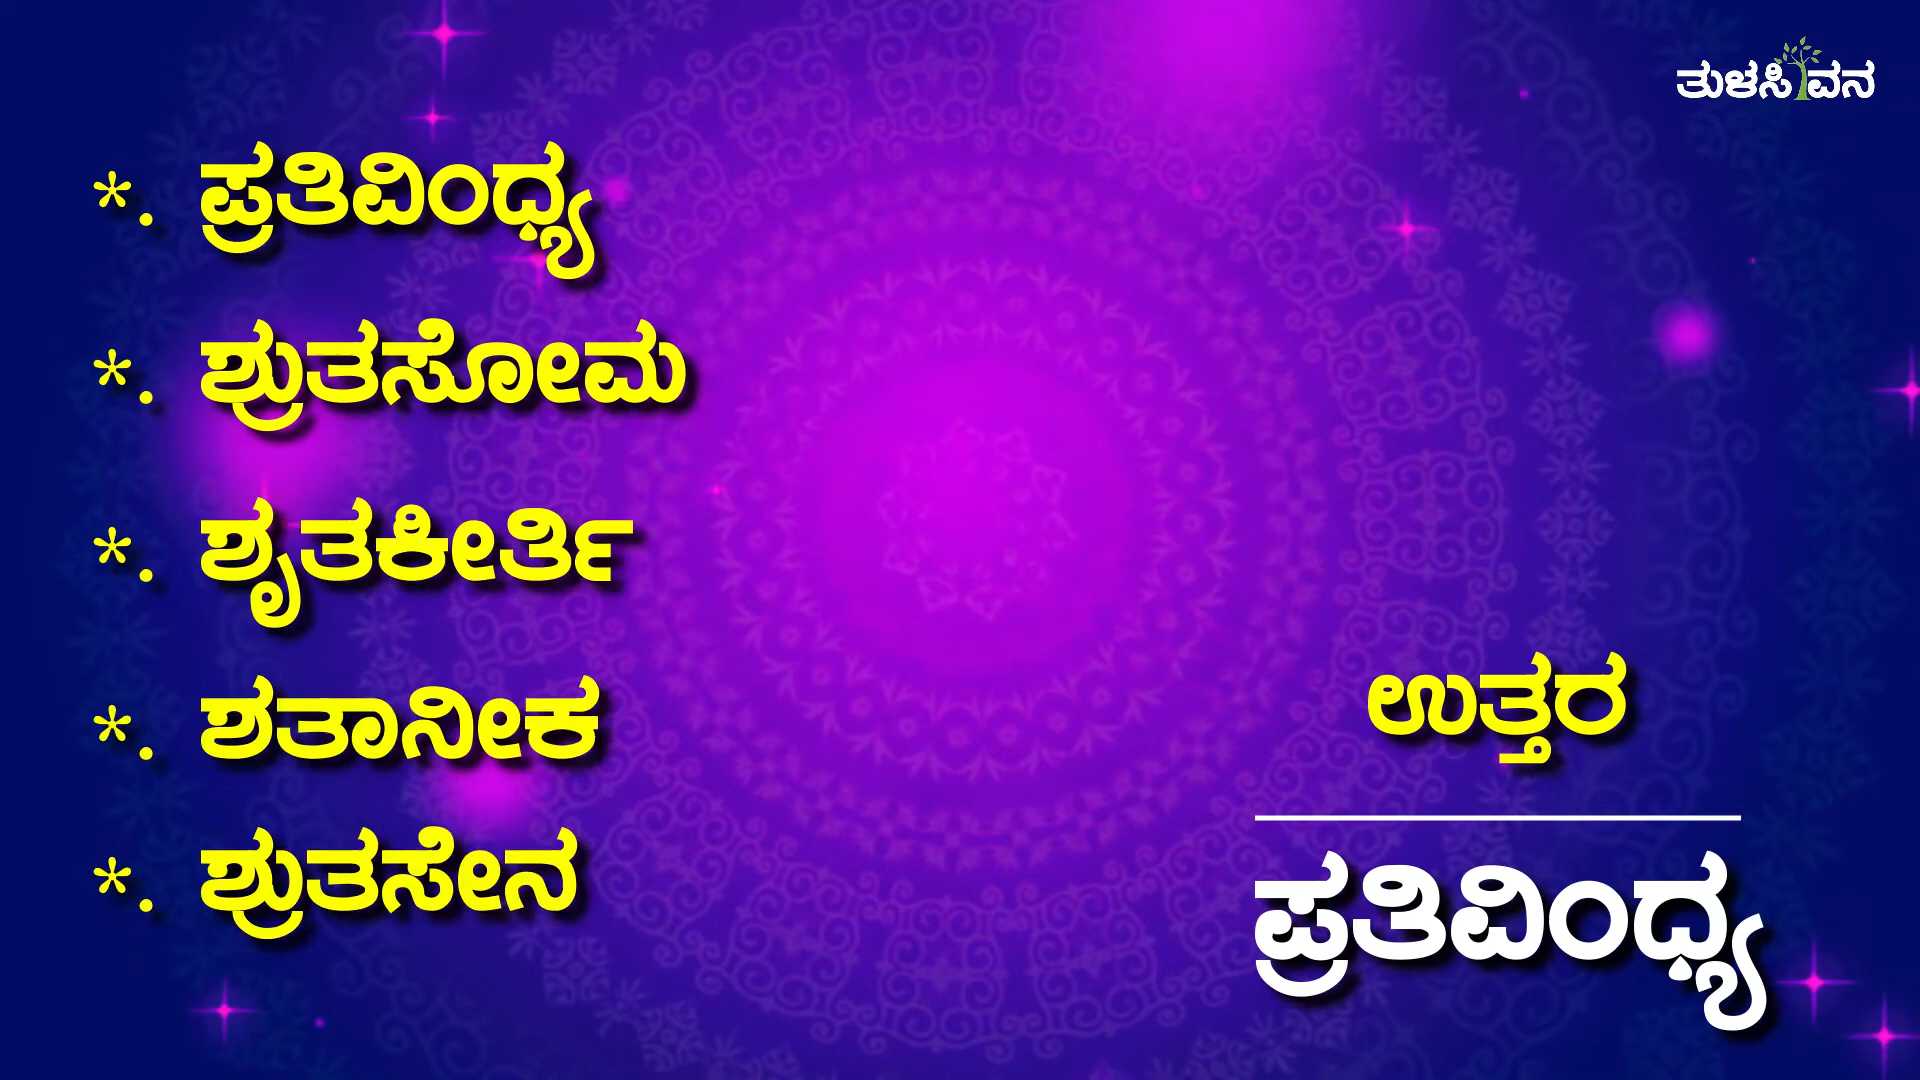 ತುಳಸಿವನ
*. ಪ್ರತಿವಿಂಧ್ಯ
*. ಶ್ರುತಸೋಮ
*. ಶೃತಕೀರ್ತಿ
*. ಶತಾನೀಕ
*. ಶ್ರುತಸೇನ
ಉತ್ತರ
ಪ್ರತಿವಿಂಧ್ಯ